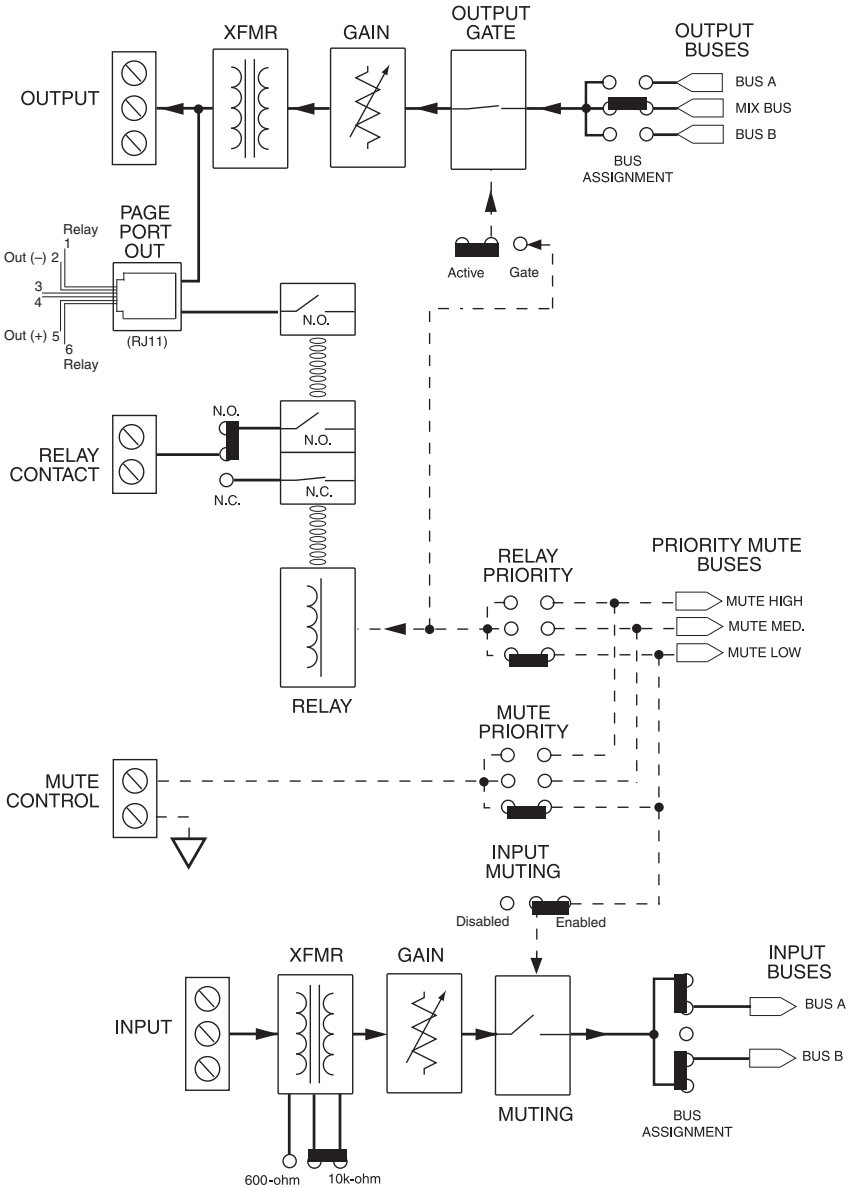 OUTPUT
GATE
XFMR
GAIN
OUTPUT
BUSES
OUTPUT
BUS A
MIX BUS
BUS B
BUS
ASSIGNMENT
PAGE
PORT
OUT
Relay
1
Out (–) 2
3
4
Out (+) 5
6
Relay
(RJ11)
Active
Gate
N.O.
N.O.
N.O.
RELAY
CONTACT
N.C.
N.C.
RELAY
PRIORITY
PRIORITY MUTE
BUSES
MUTE HIGH
MUTE MED.
MUTE LOW
RELAY
MUTE
PRIORITY
MUTE
CONTROL
INPUT
MUTING
Disabled
Enabled
XFMR
GAIN
INPUT
BUSES
INPUT
BUS A
BUS B
MUTING
BUS
ASSIGNMENT
600-ohm
10k-ohm